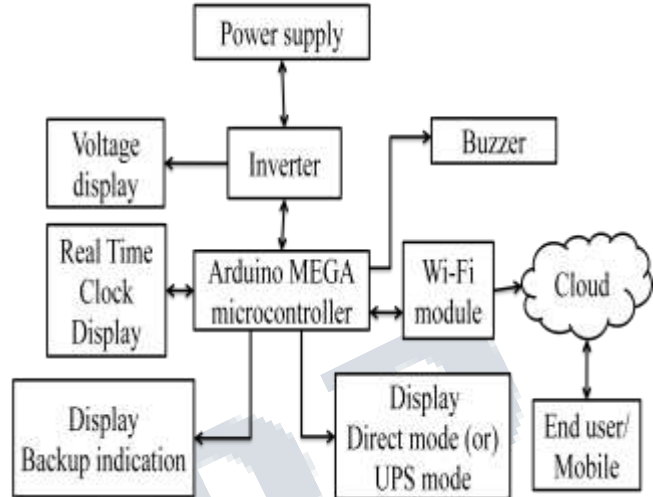 Power supply
Voltage
display
Inverter
Buzzer
Real Time
Clock
Display
Arduino MEGA
microcontroller
Wi-Fi
module
Cloud
Display
Backup indication
Display
Direct mode (or)
UPS mode
End user/
Mobile